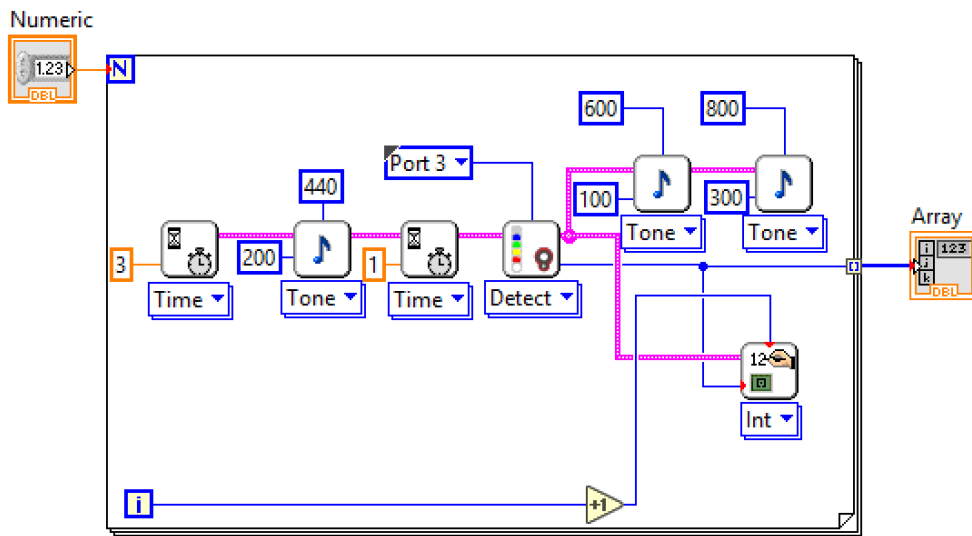 Numeric
1.23
DBL
N
600
800
Port 3
440
100
300
Tone
Tone
Array
3
200
1
i
123
j
k
DBL
Time
Tone
Time
Detect
12
Int
i
+1